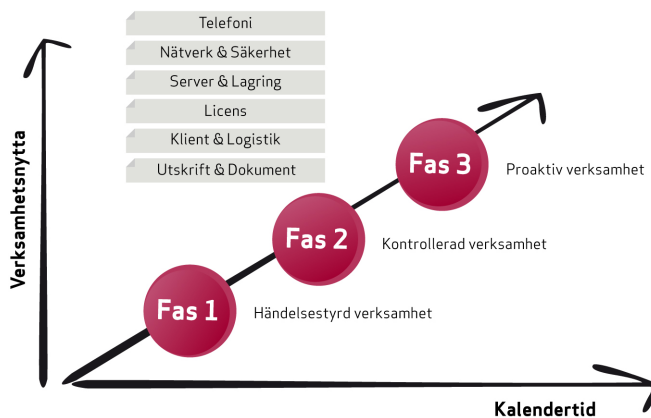 Telefoni
Nätverk & Säkerhet
Server & Lagring
Licens
Klient & Logistik
Utskrift & Dokument
Verksamhetsnytta
Fas 3
Proaktiv verksamhet
Fas 2
Kontrollerad verksamhet
Fas 1
Händelsestyrd verksamhet
Kalendertid